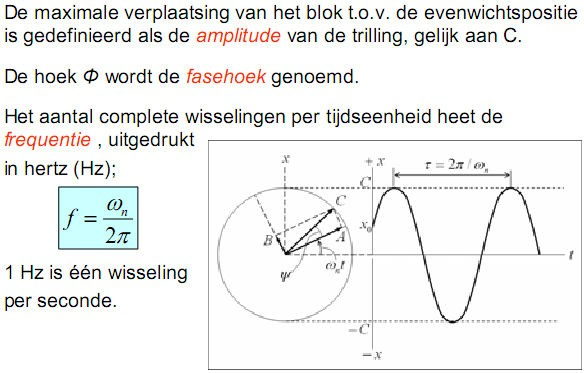 De maximale verplaatsing van het blok t.o.v. de evenwichtspositie
is gedefinieerd als de amplitude van de trilling, gelijk aan C.
De hoek Φ wordt de fasehoek genoemd.
Het aantal complete wisselingen per tijdseenheid heet de
frequentie , uitgedrukt
in hertz (Hz);
f = ωn / 2π
1 Hz is één wisseling
per seconde.
x
+ x
τ = 2π / ωn
C
C
x0
B
A
t
ωnt
ψ
−C
−x